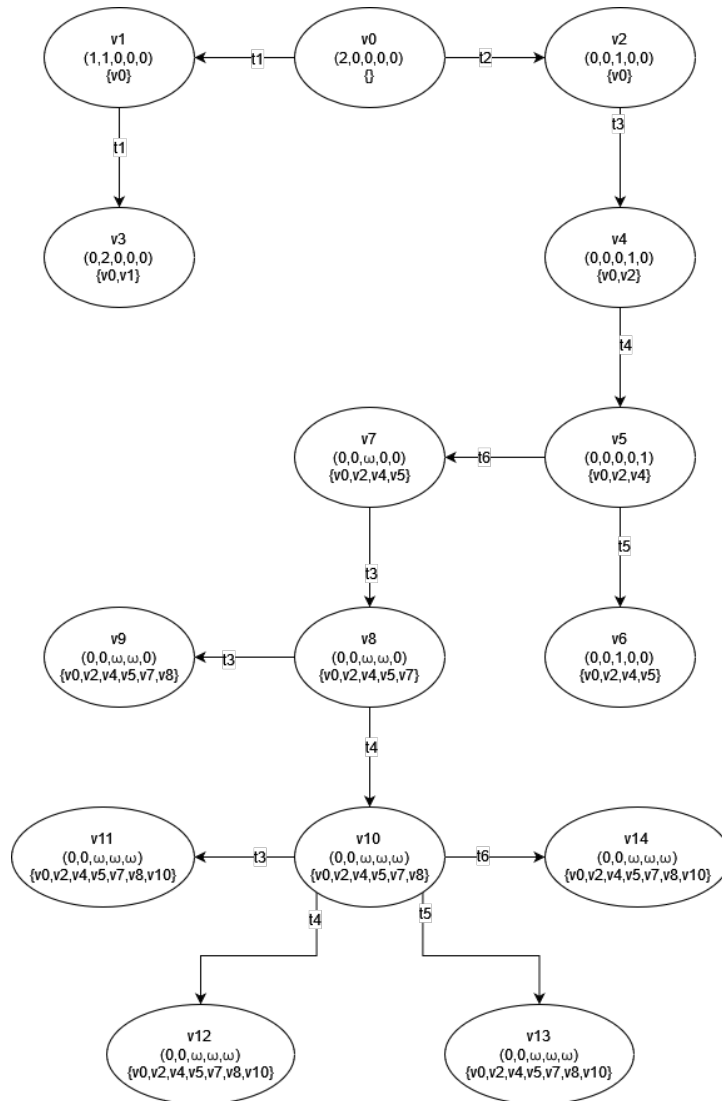 v1
(1,1,0,0,0)
{v0}
t1
v0
(2,0,0,0,0)
{}
t2
v2
(0,0,1,0,0)
{v0}
t1
t3
v3
(0,2,0,0,0)
{v0,v1}
v4
(0,0,0,1,0)
{v0,v2}
t4
v7
(0,0,ω,0,0)
{v0,v2,v4,v5}
t6
v5
(0,0,0,0,1)
{v0,v2,v4}
t3
t5
v9
(0,0,ω,ω,0)
{v0,v2,v4,v5,v7,v8}
t3
v8
(0,0,ω,ω,0)
{v0,v2,v4,v5,v7}
v6
(0,0,1,0,0)
{v0,v2,v4,v5}
t4
v11
(0,0,ω,ω,ω)
{v0,v2,v4,v5,v7,v8,v10}
t3
v10
(0,0,ω,ω,ω)
{v0,v2,v4,v5,v7,v8}
t6
v14
(0,0,ω,ω,ω)
{v0,v2,v4,v5,v7,v8,v10}
t4
t5
v12
(0,0,ω,ω,ω)
{v0,v2,v4,v5,v7,v8,v10}
v13
(0,0,ω,ω,ω)
{v0,v2,v4,v5,v7,v8,v10}